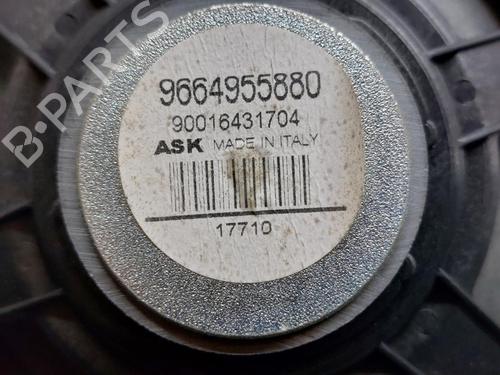 9664955880
90016431704
ASK MADE IN ITALY
17710
B-PARTS